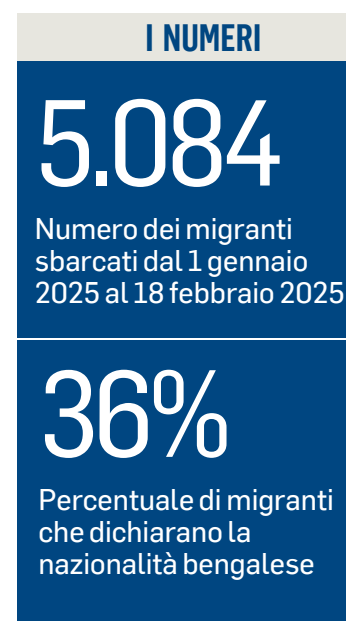 I NUMERI
5.084
Numero dei migranti
sbarcati dal 1 gennaio
2025 al 18 febbraio 2025
36%
Percentuale di migranti
che dichiarano la
nazionalità bengalese